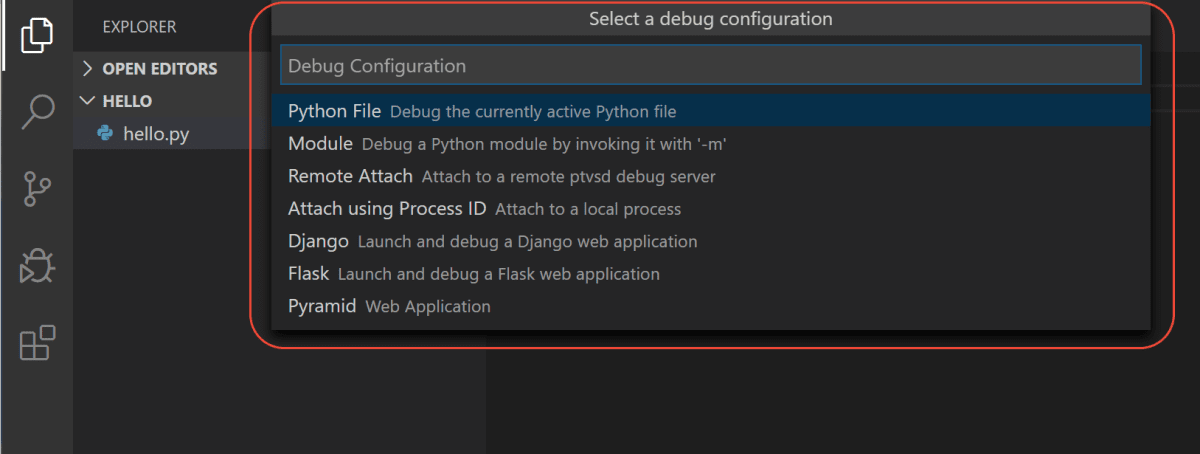 Select a debug configuration
EXPLORER
Debug Configuration
OPEN EDITORS
HELLO
hello.py
Python File Debug the currently active Python file
Module Debug a Python module by invoking it with '-m'
Remote Attach Attach to a remote ptvsd debug server
Attach using Process ID Attach to a local process
Django Launch and debug a Django web application
Flask Launch and debug a Flask web application
Pyramid Web Application